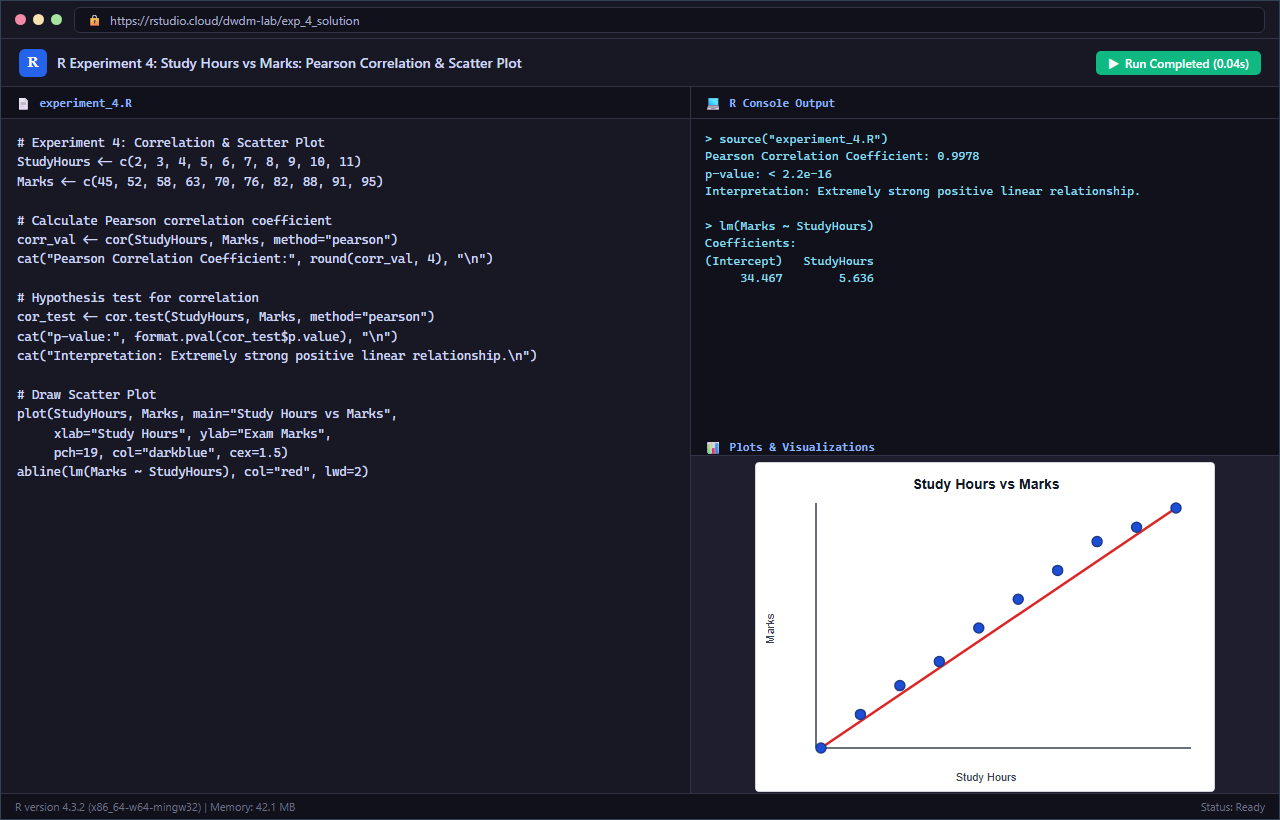 https://rstudio.cloud/dwdm-lab/exp_4_solution
R
R Experiment 4: Study Hours vs Marks: Pearson Correlation & Scatter Plot
▶ Run Completed (0.04s)
experiment_4.R
# Experiment 4: Correlation & Scatter Plot
StudyHours <- c(2, 3, 4, 5, 6, 7, 8, 9, 10, 11)
Marks <- c(45, 52, 58, 63, 70, 76, 82, 88, 91, 95)
# Calculate Pearson correlation coefficient
corr_val <- cor(StudyHours, Marks, method="pearson")
cat("Pearson Correlation Coefficient:", round(corr_val, 4), "\n")
# Hypothesis test for correlation
cor_test <- cor.test(StudyHours, Marks, method="pearson")
cat("p-value:", format.pval(cor_test$p.value), "\n")
cat("Interpretation: Extremely strong positive linear relationship.\n")
# Draw Scatter Plot
plot(StudyHours, Marks, main="Study Hours vs Marks",
     xlab="Study Hours", ylab="Exam Marks",
     pch=19, col="darkblue", cex=1.5)
abline(lm(Marks ~ StudyHours), col="red", lwd=2)
R Console Output
> source("experiment_4.R")
Pearson Correlation Coefficient: 0.9978
p-value: < 2.2e-16
Interpretation: Extremely strong positive linear relationship.
> lm(Marks ~ StudyHours)
Coefficients:
(Intercept)   StudyHours
     34.467        5.636
Plots & Visualizations
Study Hours vs Marks
Marks
Study Hours
R version 4.3.2 (x86_64-w64-mingw32) | Memory: 42.1 MB
Status: Ready